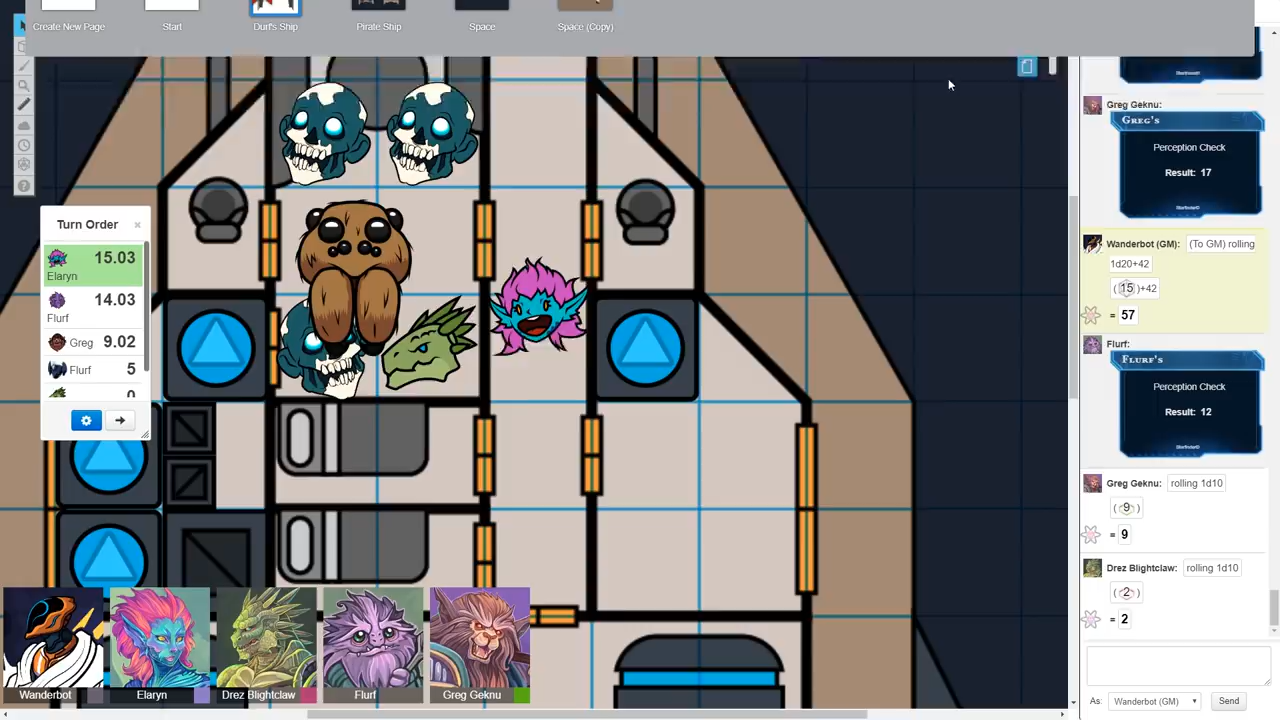 Create New Page
Start
Durf's Ship
Pirate Ship
Space
Space (Copy)
Turn Order
×
15.03
Elaryn
14.03
Flurf
Greg 9.02
Flurf 5
0
Wanderbot
Elaryn
Drez Blightclaw
Flurf
Greg Geknu
Greg Geknu:
GREG'S
Perception Check
Result: 17
Wanderbot (GM): (To GM) rolling
1d20+42
(15)+42
= 57
Flurf:
FLURF'S
Perception Check
Result: 12
Greg Geknu: rolling 1d10
(9)
= 9
Drez Blightclaw: rolling 1d10
(2)
= 2
As: Wanderbot (GM) Send